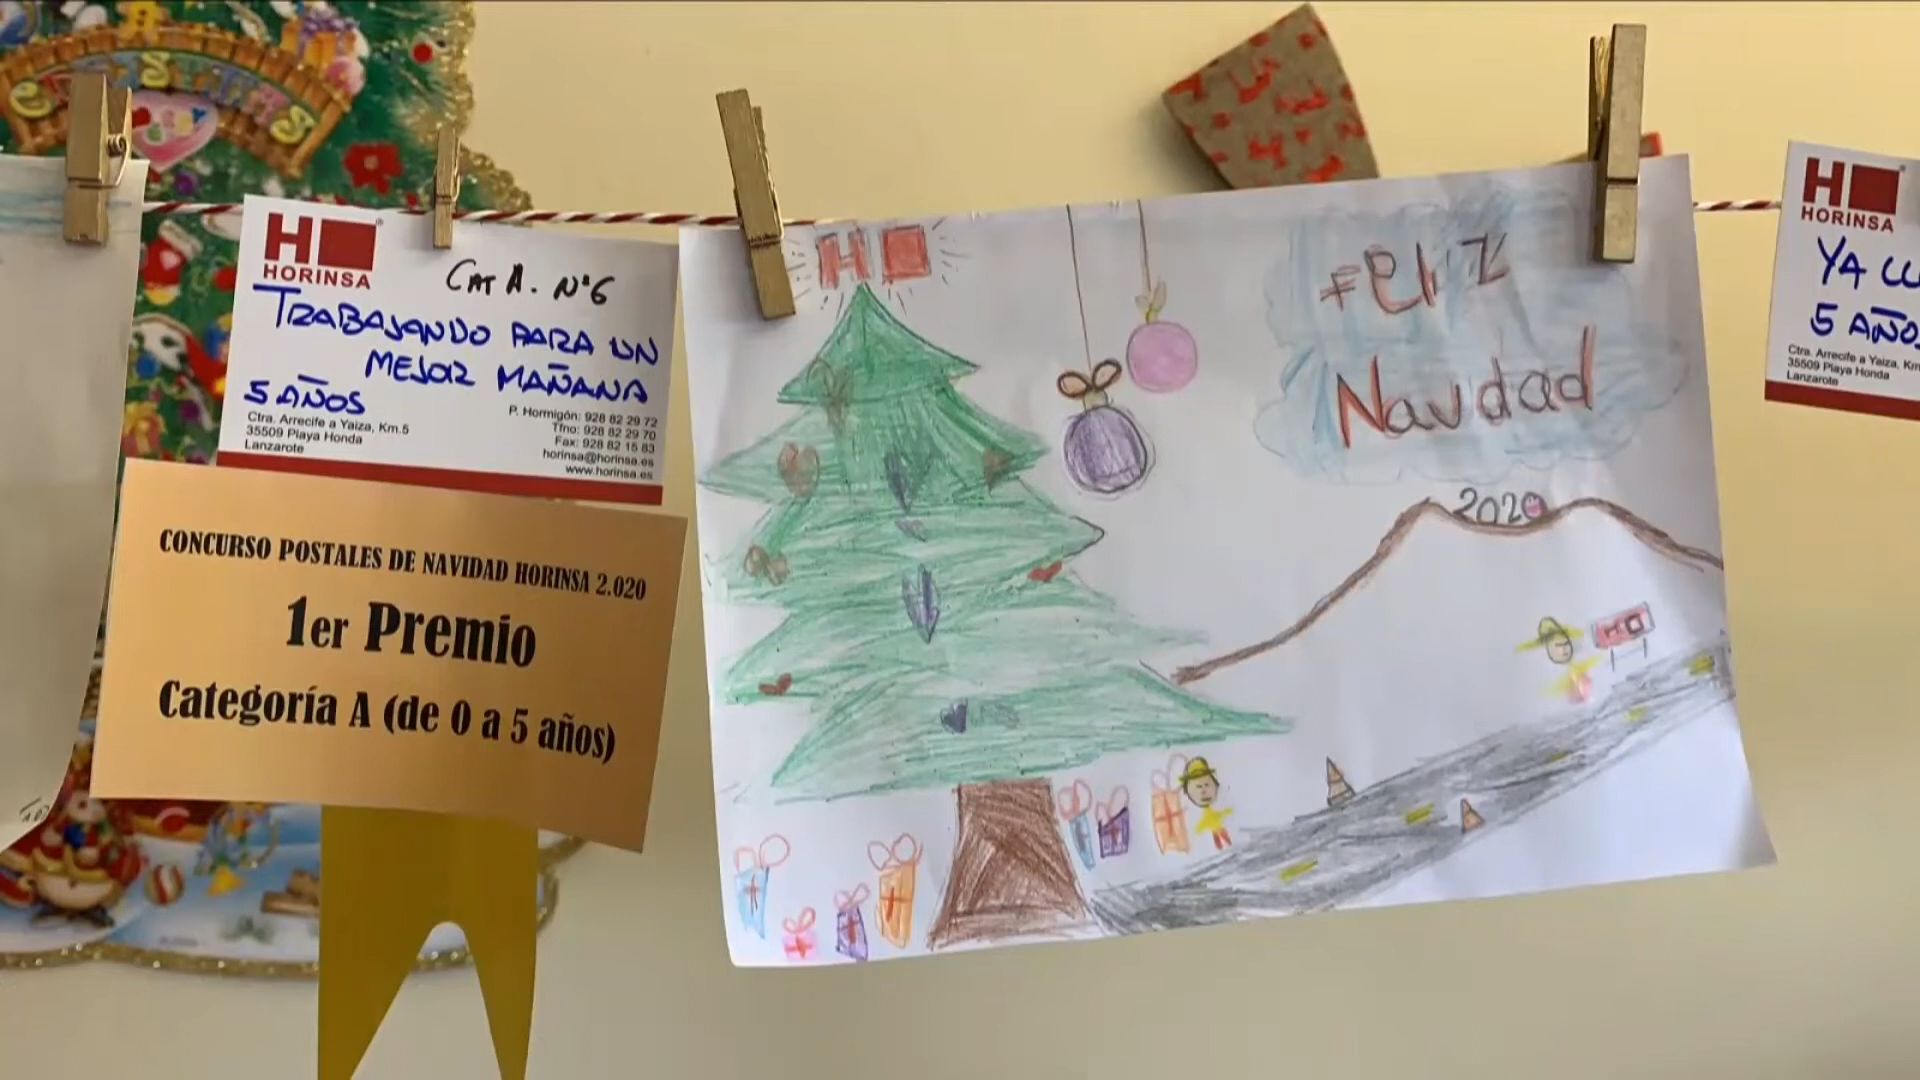 CHRISTMAS
HORINSA
CAT A. Nº6
TRABAJANDO PARA UN
MEJOR MAÑANA
5 AÑOS
Ctra. Arrecife a Yaiza, Km.5
35509 Playa Honda
Lanzarote
P. Hormigón: 928 82 29 72
Tfno: 928 82 29 70
Fax: 928 82 15 83
horinsa@horinsa.es
www.horinsa.es
CONCURSO POSTALES DE NAVIDAD HORINSA 2.020
1er Premio
Categoría A (de 0 a 5 años)
H
Feliz
Navidad
2020
HO
HORINSA
YA
5 AÑOS
Ctra. Arrecife a Yaiza, Km
35509 Playa Honda
Lanzarote